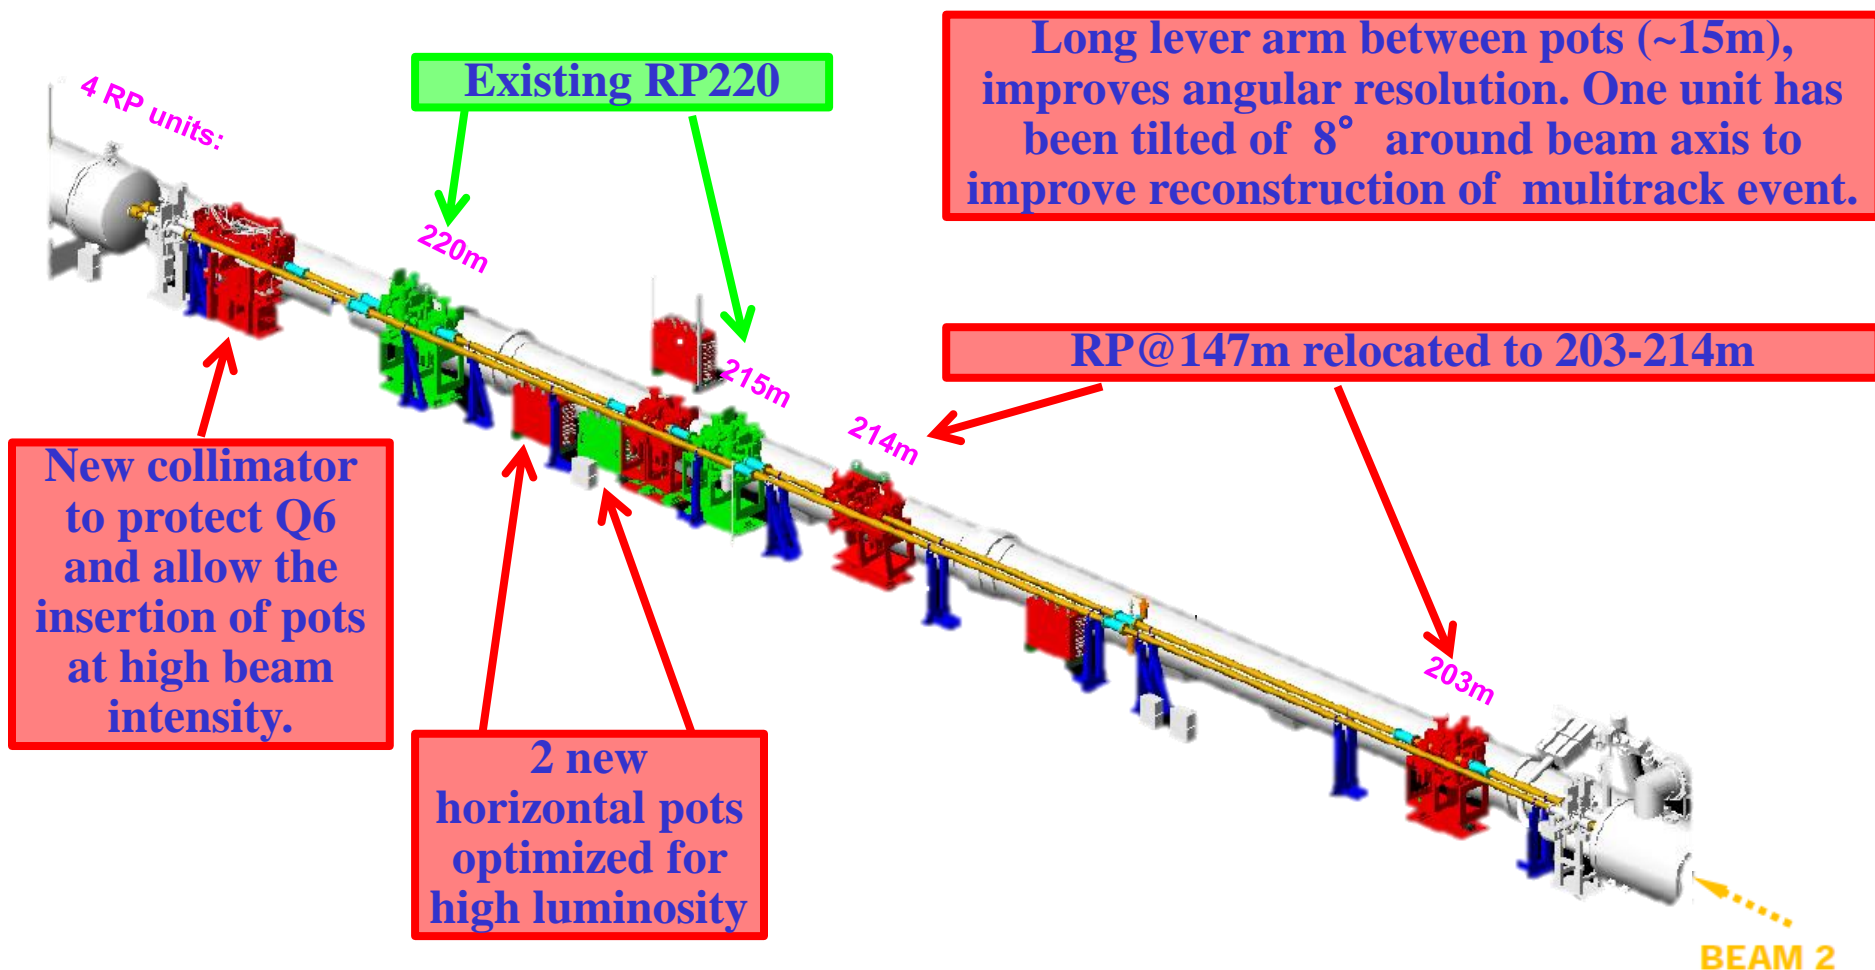 4 RP units:
Existing RP220
Long lever arm between pots (~15m),
improves angular resolution. One unit has
been tilted of 8° around beam axis to
improve reconstruction of mulitrack event.
220m
215m
RP@147m relocated to 203-214m
214m
203m
New collimator
to protect Q6
and allow the
insertion of pots
at high beam
intensity.
2 new
horizontal pots
optimized for
high luminosity
BEAM 2